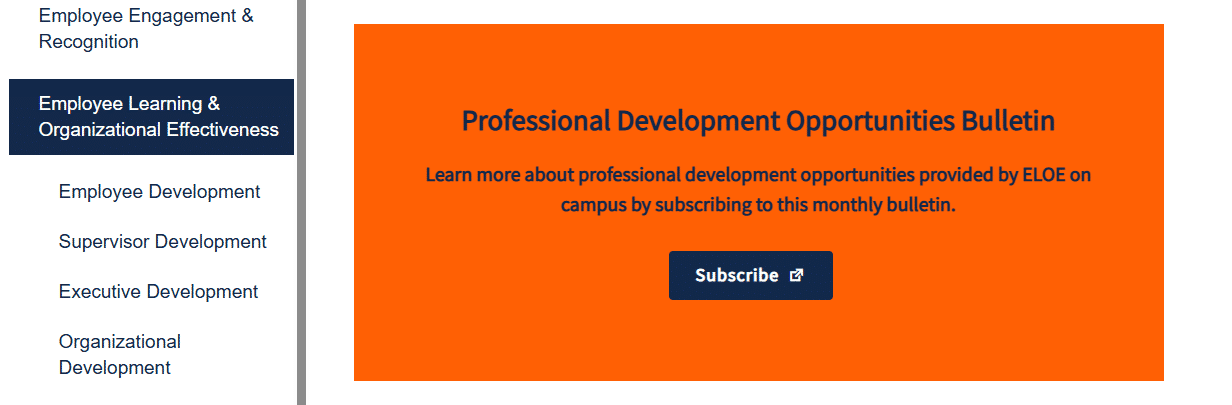 Employee Engagement &
Recognition
Employee Learning &
Organizational Effectiveness
Employee Development
Supervisor Development
Executive Development
Organizational
Development
Professional Development Opportunities Bulletin
Learn more about professional development opportunities provided by ELOE on
campus by subscribing to this monthly bulletin.
Subscribe